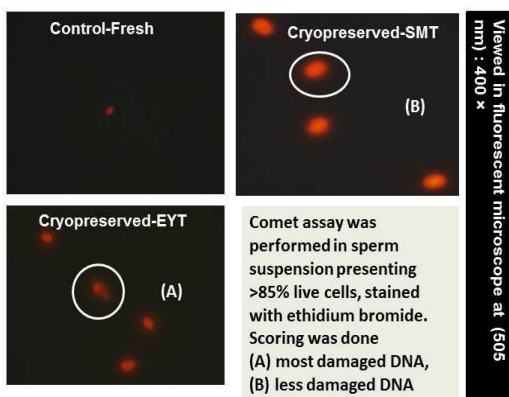 Control-Fresh
Cryopreserved-SMT
(B)
Cryopreserved-EYT
(A)
Comet assay was
performed in sperm
suspension presenting
>85% live cells, stained
with ethidium bromide.
Scoring was done
(A) most damaged DNA,
(B) less damaged DNA
Viewed in fluorescent microscope at (505
nm) : 400 ×